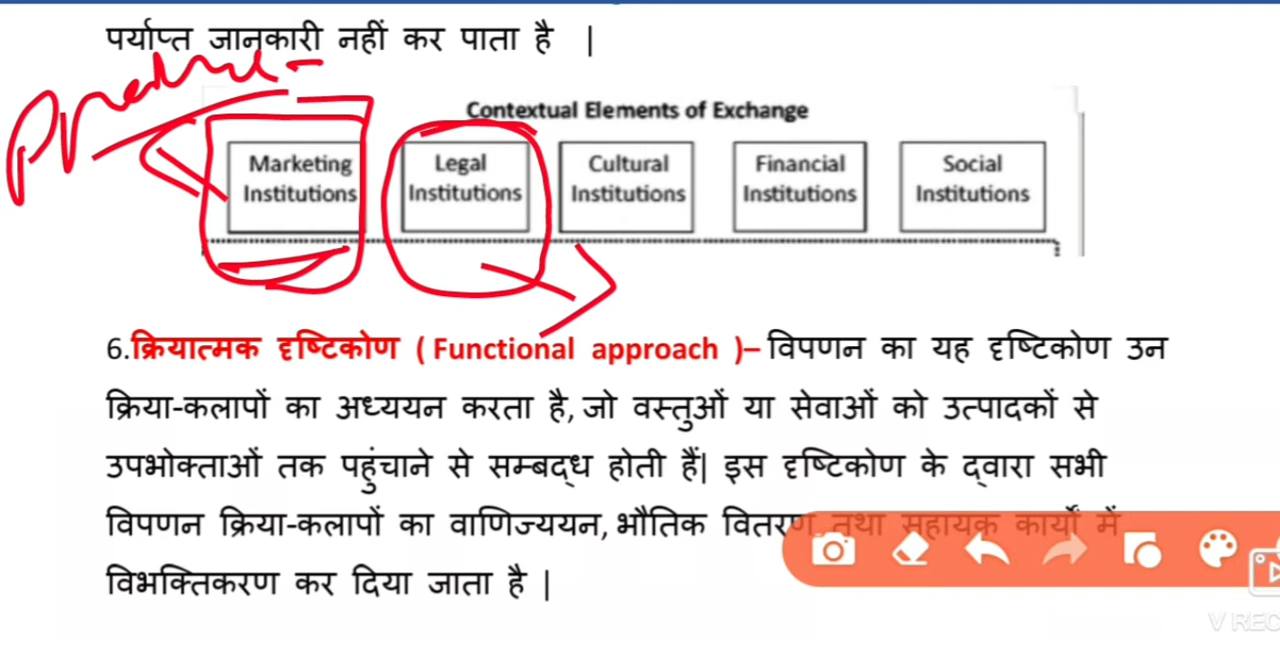 पर्याप्त जानकारी नहीं कर पाता है |
Contextual Elements of Exchange
Marketing Institutions
Legal Institutions
Cultural Institutions
Financial Institutions
Social Institutions
6.क्रियात्मक दृष्टिकोण ( Functional approach )– विपणन का यह दृष्टिकोण उन
क्रिया-कलापों का अध्ययन करता है, जो वस्तुओं या सेवाओं को उत्पादकों से
उपभोक्ताओं तक पहुंचाने से सम्बद्ध होती हैं| इस दृष्टिकोण के द्वारा सभी
विपणन क्रिया-कलापों का वाणिज्ययन, भौतिक वितरण तथा सहायक कार्यों में
विभक्तिकरण कर दिया जाता है |
V REC